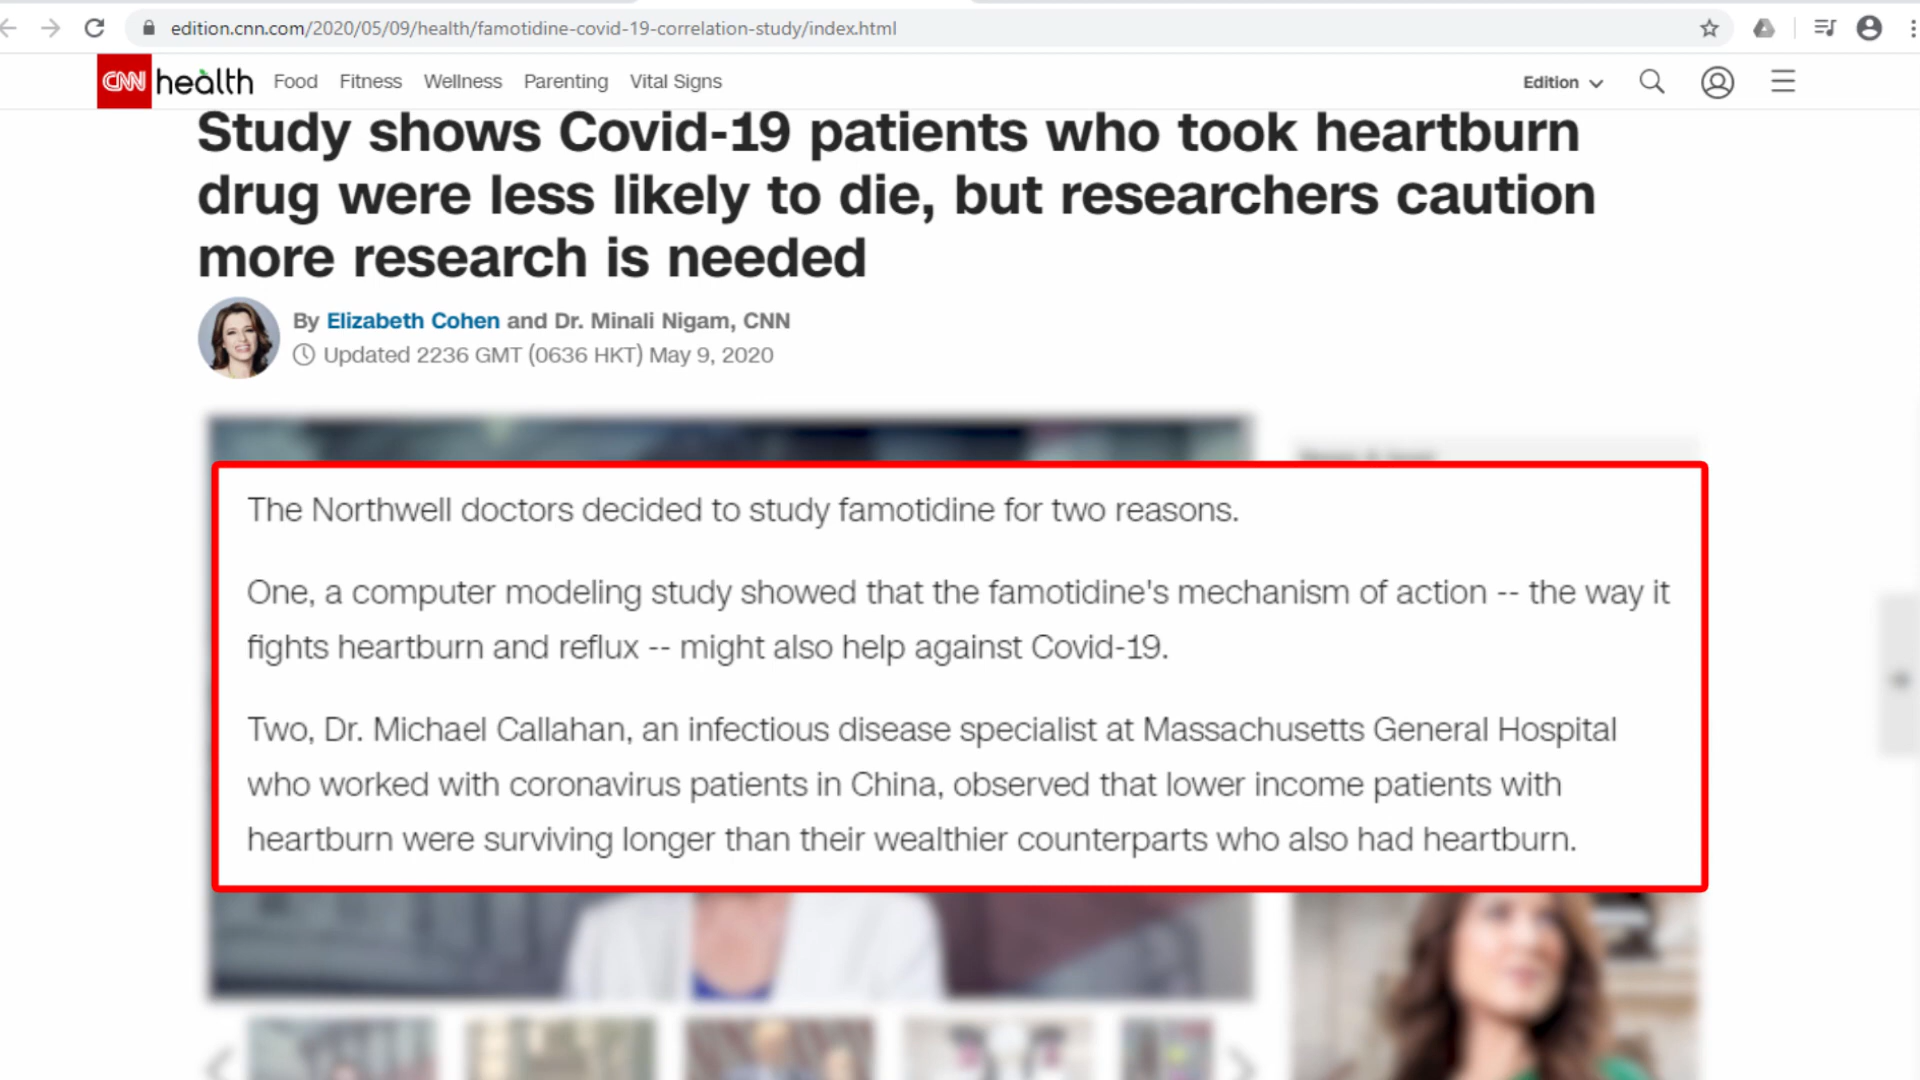 edition.cnn.com/2020/05/09/health/famotidine-covid-19-correlation-study/index.html
CNN health Food Fitness Wellness Parenting Vital Signs Edition
Study shows Covid-19 patients who took heartburn
drug were less likely to die, but researchers caution
more research is needed
By Elizabeth Cohen and Dr. Minali Nigam, CNN
Updated 2236 GMT (0636 HKT) May 9, 2020
The Northwell doctors decided to study famotidine for two reasons.
One, a computer modeling study showed that the famotidine's mechanism of action -- the way it
fights heartburn and reflux -- might also help against Covid-19.
Two, Dr. Michael Callahan, an infectious disease specialist at Massachusetts General Hospital
who worked with coronavirus patients in China, observed that lower income patients with
heartburn were surviving longer than their wealthier counterparts who also had heartburn.